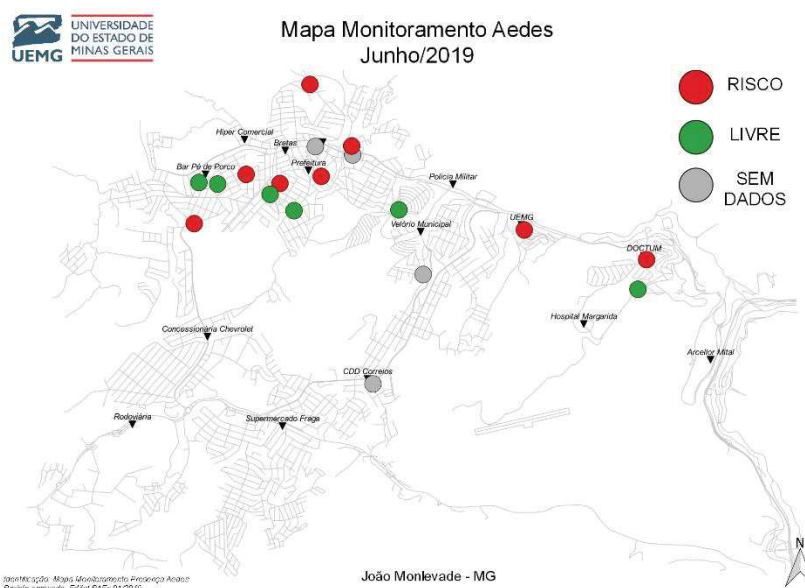 UNIVERSIDADE
DO ESTADO DE
MINAS GERAIS
UEMG
Mapa Monitoramento Aedes
Junho/2019
RISCO
LIVRE
SEM
DADOS
Hiper Comercial
Bretas
Bar Pé de Porco
Prefeitura
Policia Militar
UEMG
Velório Municipal
DOCTUM
Hospital Margarida
Concessionária Chevrolet
Arcellor Mital
CDD Correios
Rodoviária
Supermercado Fraga
N
Identificação: Mapa Monitoramento Presença Aedes
João Monlevade - MG